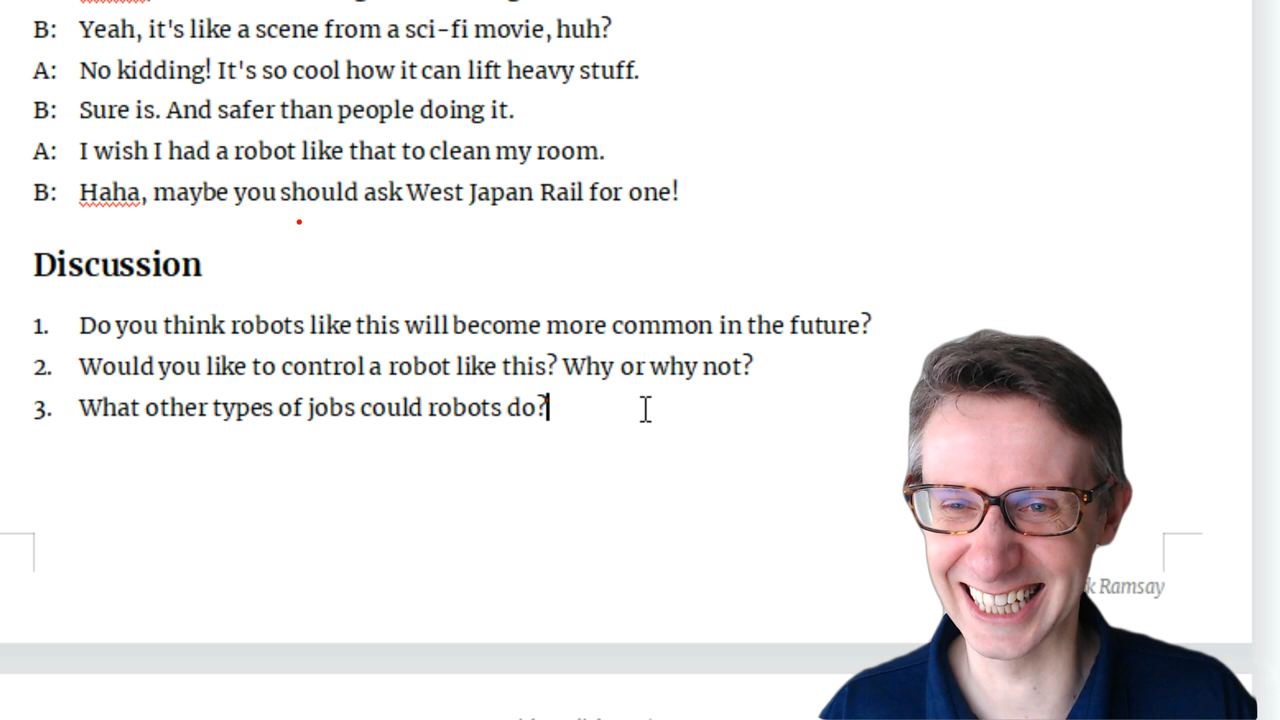 B: Yeah, it's like a scene from a sci-fi movie, huh?
A: No kidding! It's so cool how it can lift heavy stuff.
B: Sure is. And safer than people doing it.
A: I wish I had a robot like that to clean my room.
B: Haha, maybe you should ask West Japan Rail for one!
Discussion
1. Do you think robots like this will become more common in the future?
2. Would you like to control a robot like this? Why or why not?
3. What other types of jobs could robots do?
k Ramsay